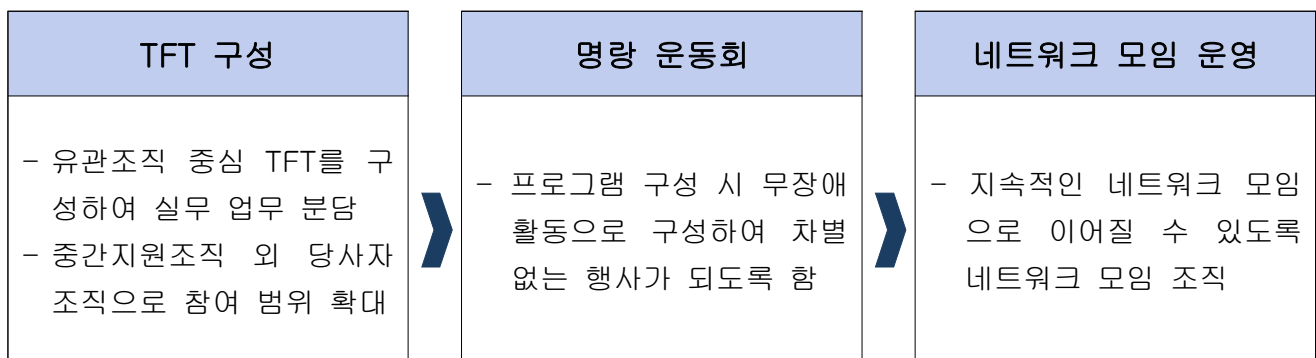 TFT 구성
- 유관조직 중심 TFT를 구
성하여 실무 업무 분담
- 중간지원조직 외 당사자
조직으로 참여 범위 확대
명랑 운동회
- 프로그램 구성 시 무장애
활동으로 구성하여 차별
없는 행사가 되도록 함
네트워크 모임 운영
- 지속적인 네트워크 모임
으로 이어질 수 있도록
네트워크 모임 조직